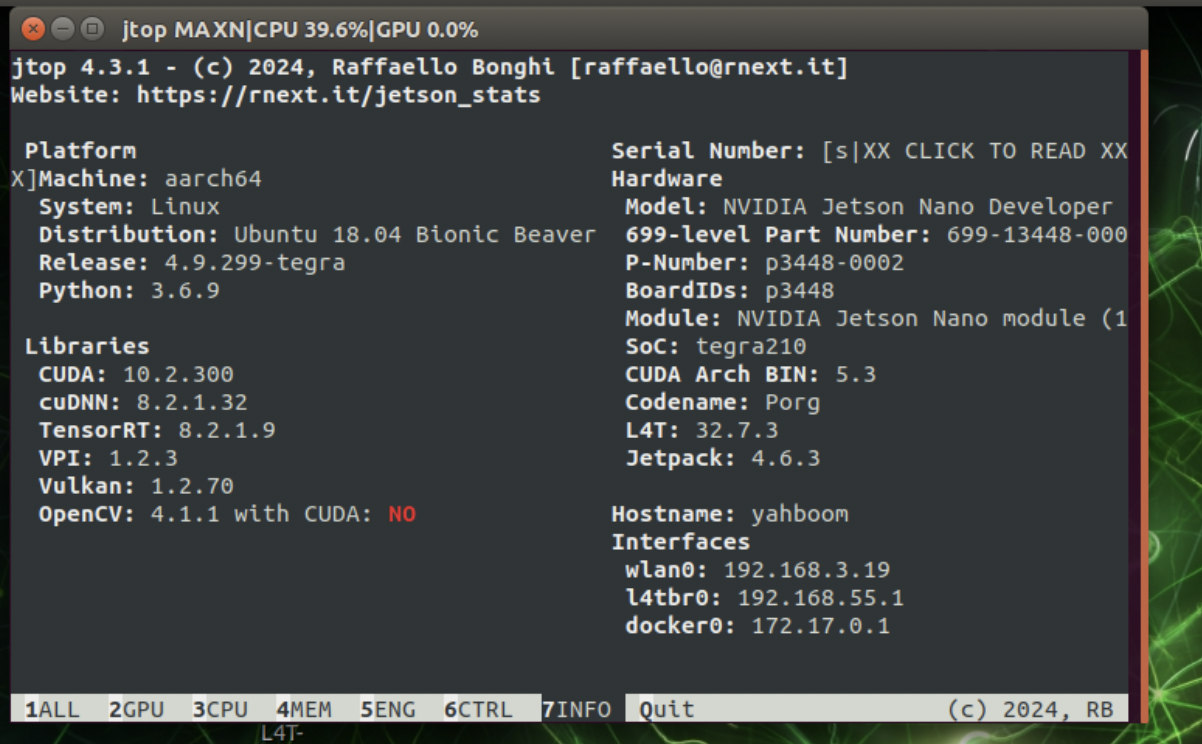 jtop MAXN|CPU 39.6%|GPU 0.0%
jtop 4.3.1 - (c) 2024, Raffaello Bonghi [raffaello@rnext.it]
Website: https://rnext.it/jetson_stats
Platform
X]Machine: aarch64
System: Linux
Distribution: Ubuntu 18.04 Bionic Beaver
Release: 4.9.299-tegra
Python: 3.6.9
Libraries
CUDA: 10.2.300
cuDNN: 8.2.1.32
TensorRT: 8.2.1.9
VPI: 1.2.3
Vulkan: 1.2.70
OpenCV: 4.1.1 with CUDA: NO
Serial Number: [s|XX CLICK TO READ XX
Hardware
Model: NVIDIA Jetson Nano Developer
699-level Part Number: 699-13448-000
P-Number: p3448-0002
BoardIDs: p3448
Module: NVIDIA Jetson Nano module (1
SoC: tegra210
CUDA Arch BIN: 5.3
Codename: Porg
L4T: 32.7.3
Jetpack: 4.6.3
Hostname: yahboom
Interfaces
wlan0: 192.168.3.19
l4tbr0: 192.168.55.1
docker0: 172.17.0.1
1ALL 2GPU 3CPU 4MEM 5ENG 6CTRL 7INFO Quit (c) 2024, RB
L4T-